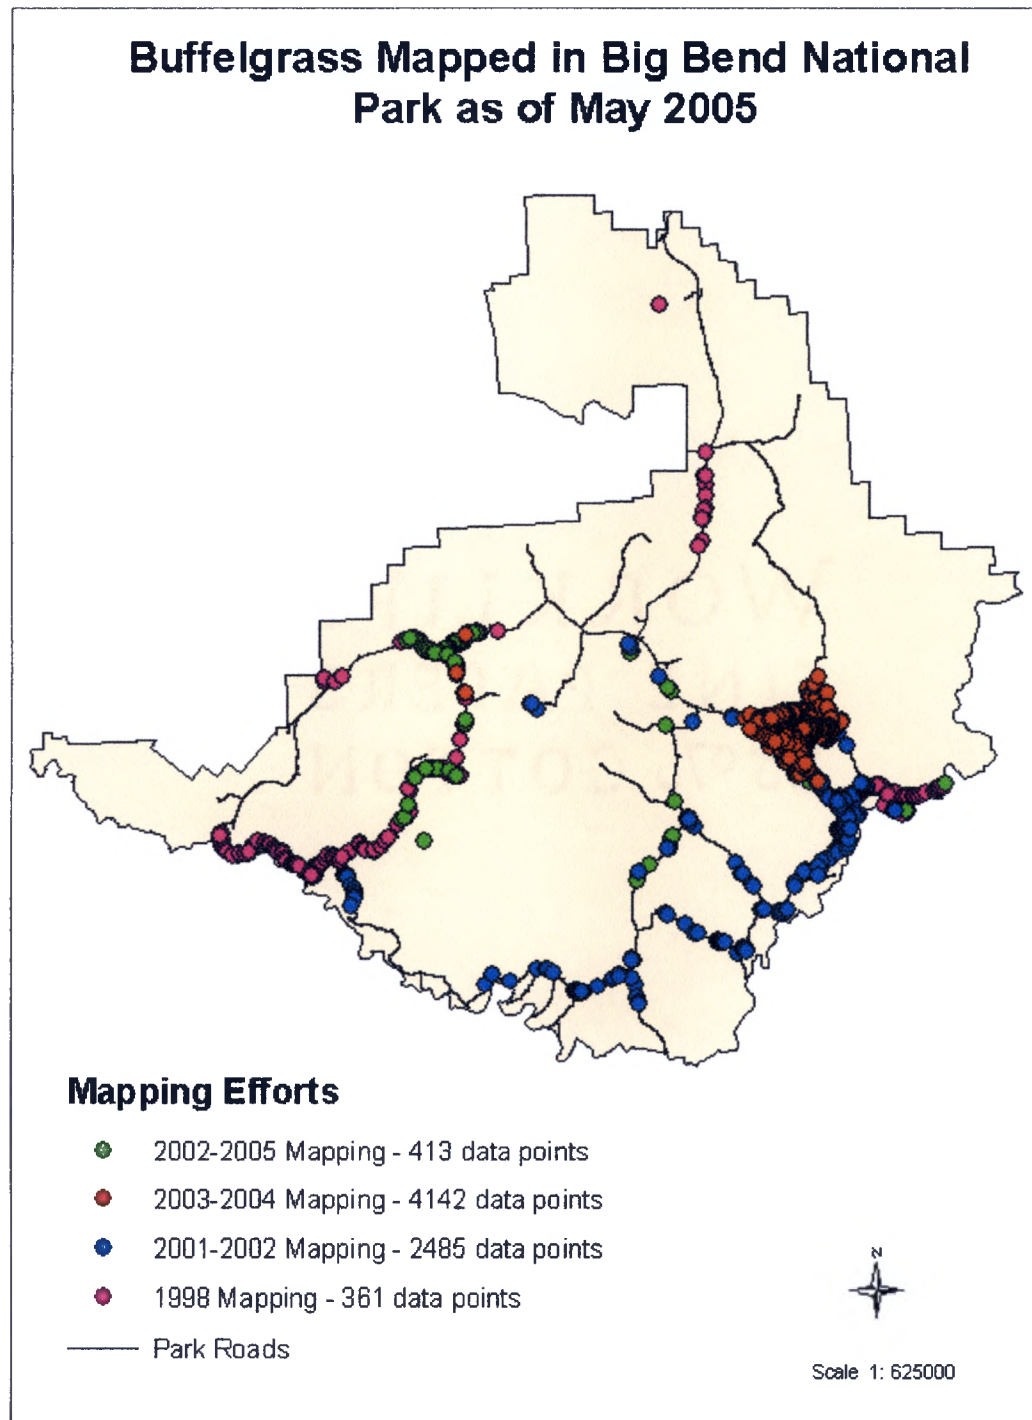 Buffelgrass Mapped in Big Bend National
Park as of May 2005
Mapping Efforts
2002-2005 Mapping - 413 data points
2003-2004 Mapping - 4142 data points
2001-2002 Mapping - 2485 data points
1998 Mapping - 361 data points
Park Roads
N
Scale 1: 625000